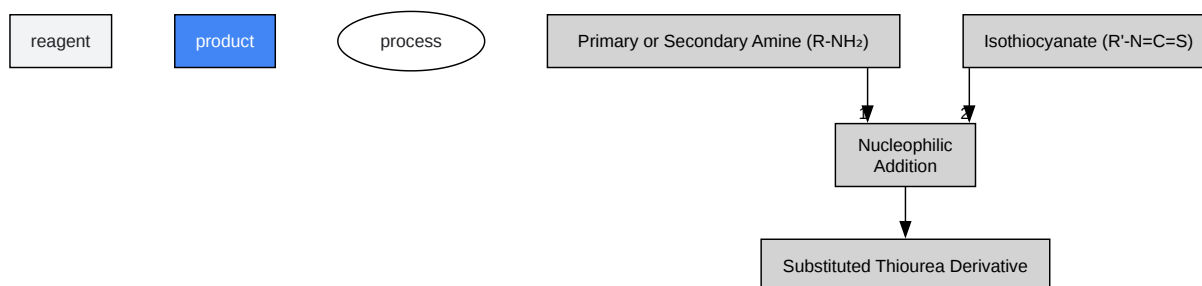 reagent
product
process
Primary or Secondary Amine (R-NH₂)
Isothiocyanate (R'-N=C=S)
1
2
Nucleophilic
Addition
Substituted Thiourea Derivative